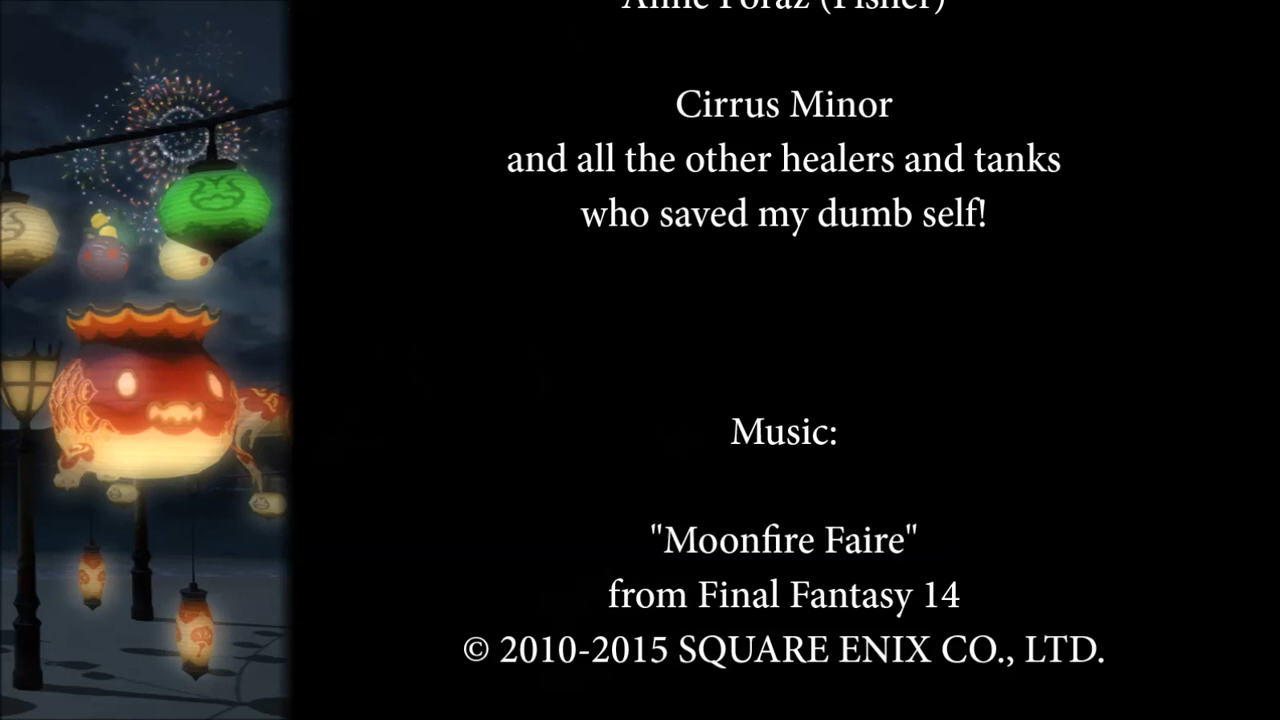 (Fisher)
Cirrus Minor
and all the other healers and tanks
who saved my dumb self!
Music:
"Moonfire Faire"
from Final Fantasy 14
© 2010-2015 SQUARE ENIX CO., LTD.